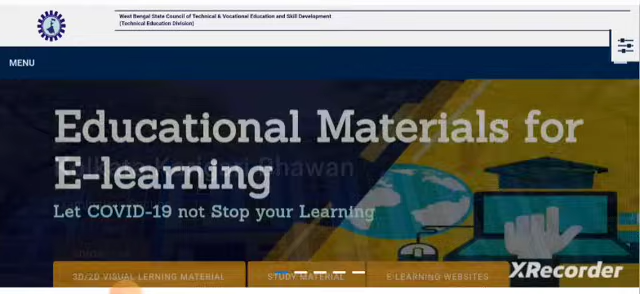 West Bengal State Council of Technical & Vocational Education and Skill Development
(Technical Education Division)
MENU
Educational Materials for
E-learning
Let COVID-19 not Stop your Learning
3D/2D VISUAL LERNING MATERIAL
STUDY MATERIAL
E-LEARNING WEBSITES
XRecorder